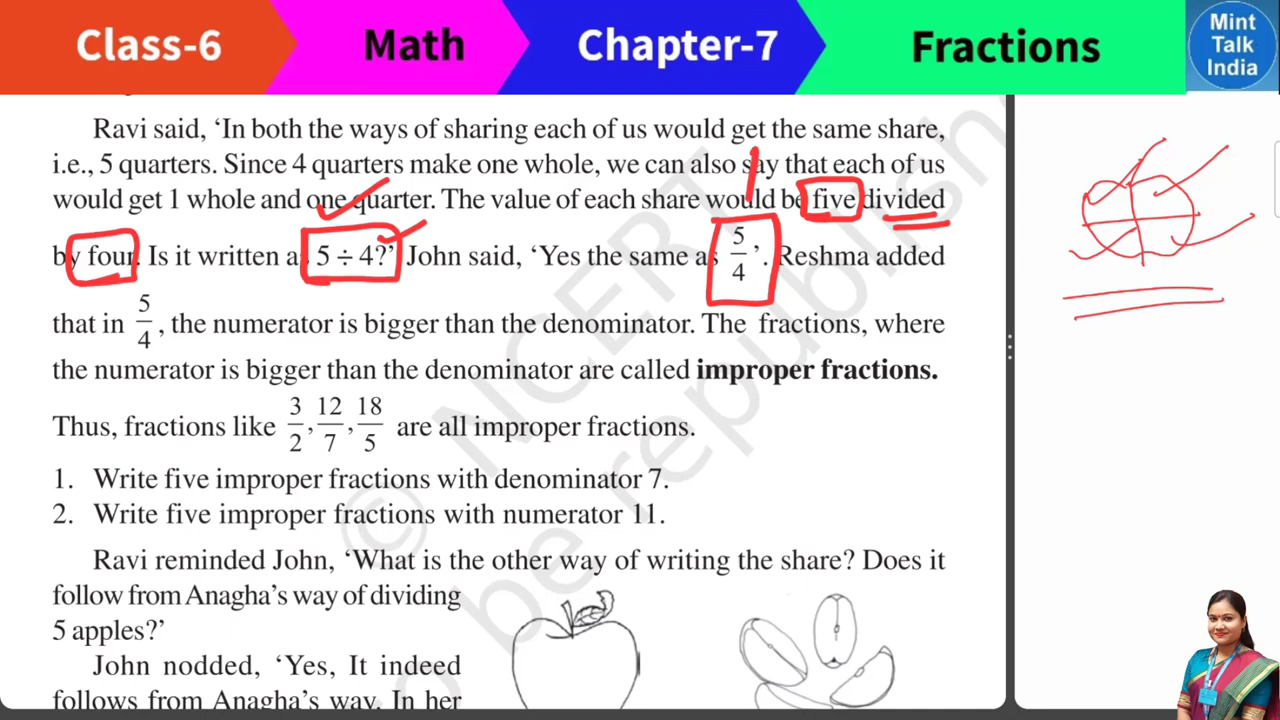 Class-6 Math Chapter-7 Fractions
Mint
Talk
India
Ravi said, ‘In both the ways of sharing each of us would get the same share,
i.e., 5 quarters. Since 4 quarters make one whole, we can also say that each of us
would get 1 whole and one quarter. The value of each share would be five divided
by four. Is it written as 5 ÷ 4?’ John said, ‘Yes the same as 5/4’. Reshma added
that in 5/4, the numerator is bigger than the denominator. The fractions, where
the numerator is bigger than the denominator are called improper fractions.
Thus, fractions like 3/2, 12/7, 18/5 are all improper fractions.
1. Write five improper fractions with denominator 7.
2. Write five improper fractions with numerator 11.
Ravi reminded John, ‘What is the other way of writing the share? Does it
follow from Anagha’s way of dividing
5 apples?’
John nodded, ‘Yes, It indeed
follows from Anagha’s way. In her
© NCERT
be republish